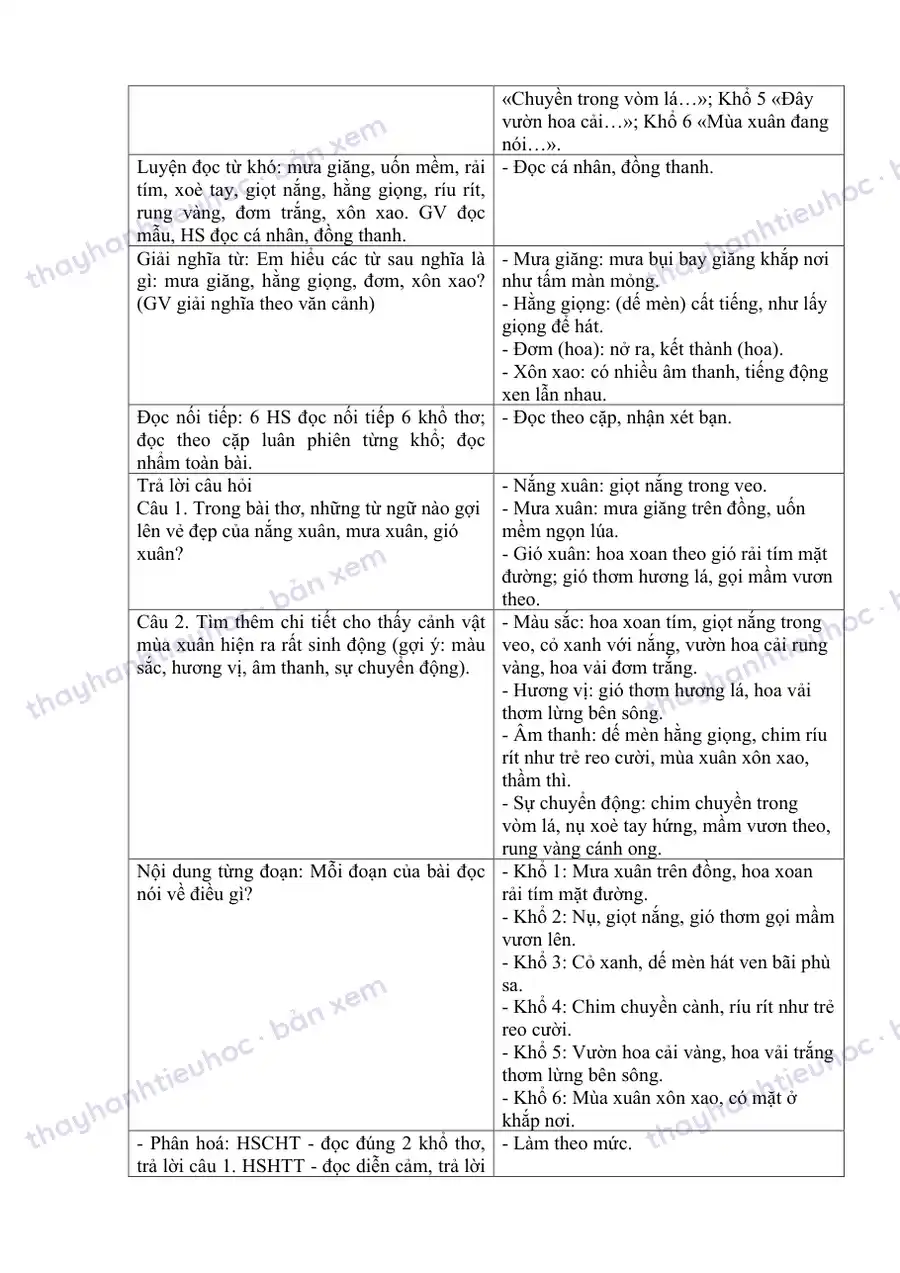 «Chuyền trong vòm lá…»; Khổ 5 «Đây
vườn hoa cải…»; Khổ 6 «Mùa xuân đang
nói…».
Luyện đọc từ khó: mưa giăng, uốn mềm, rải
tím, xoè tay, giọt nắng, hằng giọng, ríu rít,
rung vàng, đơm trắng, xôn xao. GV đọc
mẫu, HS đọc cá nhân, đồng thanh.
- Đọc cá nhân, đồng thanh.
Giải nghĩa từ: Em hiểu các từ sau nghĩa là
gì: mưa giăng, hằng giọng, đơm, xôn xao?
(GV giải nghĩa theo văn cảnh)
- Mưa giăng: mưa bụi bay giăng khắp nơi
như tấm mần mỏng.
- Hằng giọng: (dế mèn) cất tiếng, như lấy
giọng để hát.
- Đơm (hoa): nở ra, kết thành (hoa).
- Xôn xao: có nhiều âm thanh, tiếng động
xen lẫn nhau.
Đọc nối tiếp: 6 HS đọc nối tiếp 6 khổ thơ;
đọc theo cặp luân phiên từng khổ; đọc
nhẩm toàn bài.
- Đọc theo cặp, nhận xét bạn.
Trả lời câu hỏi
Câu 1. Trong bài thơ, những từ ngữ nào gợi
lên vẻ đẹp của nắng xuân, mưa xuân, gió
xuân?
- Nắng xuân: giọt nắng trong veo.
- Mưa xuân: mưa giăng trên đồng, uốn
mềm ngọn lúa.
- Gió xuân: hoa xoan theo gió rải tím mặt
đường; gió thơm hương lá, gọi mầm vươn
theo.
Câu 2. Tìm thêm chi tiết cho thấy cảnh vật
mùa xuân hiện ra rất sinh động (gợi ý: màu
sắc, hương vị, âm thanh, sự chuyển động).
- Màu sắc: hoa xoan tím, giọt nắng trong
veo, cỏ xanh với nắng, vườn hoa cải rung
vàng, hoa vải đơm trắng.
- Hương vị: gió thơm hương lá, hoa vải
thơm lừng bên sông.
- Âm thanh: dế mèn hằng giọng, chim ríu
rít như trẻ reo cười, mùa xuân xôn xao,
thầm thì.
- Sự chuyển động: chim chuyền trong
vòm lá, nụ xoè tay hứng, mầm vươn theo,
rung vàng cánh ong.
Nội dung từng đoạn: Mỗi đoạn của bài đọc
nói về điều gì?
- Khổ 1: Mưa xuân trên đồng, hoa xoan
rải tím mặt đường.
- Khổ 2: Nụ, giọt nắng, gió thơm gọi mầm
vươn lên.
- Khổ 3: Cỏ xanh, dế mèn hát ven bãi phù
sa.
- Khổ 4: Chim chuyền cành, ríu rít như trẻ
reo cười.
- Khổ 5: Vườn hoa cải vàng, hoa vải trắng
thơm lừng bên sông.
- Khổ 6: Mùa xuân xôn xao, có mặt ở
khắp nơi.
- Phân hoá: HSCHT - đọc đúng 2 khổ thơ,
trả lời câu 1. HSHTT - đọc diễn cảm, trả lời
- Làm theo mức.
thayhanhtieuhoc · bản xem
thayhanhtieuhoc · b
thayhanhtieuhoc · bản xem
thayhanhtieuhoc · b
thayhanhtieuhoc · bản xem
thayhanhtieuhoc · b